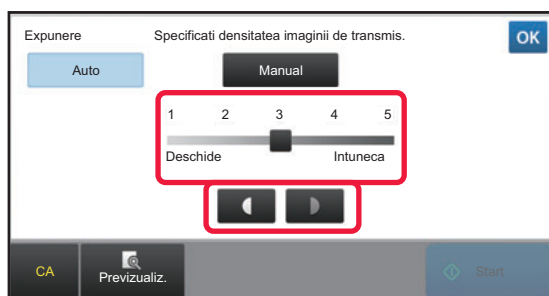 Expunere Specificati densitatea imaginii de transmis. OK
Auto Manual
1 2 3 4 5
Deschide Intuneca
CA Previzualiz. Start